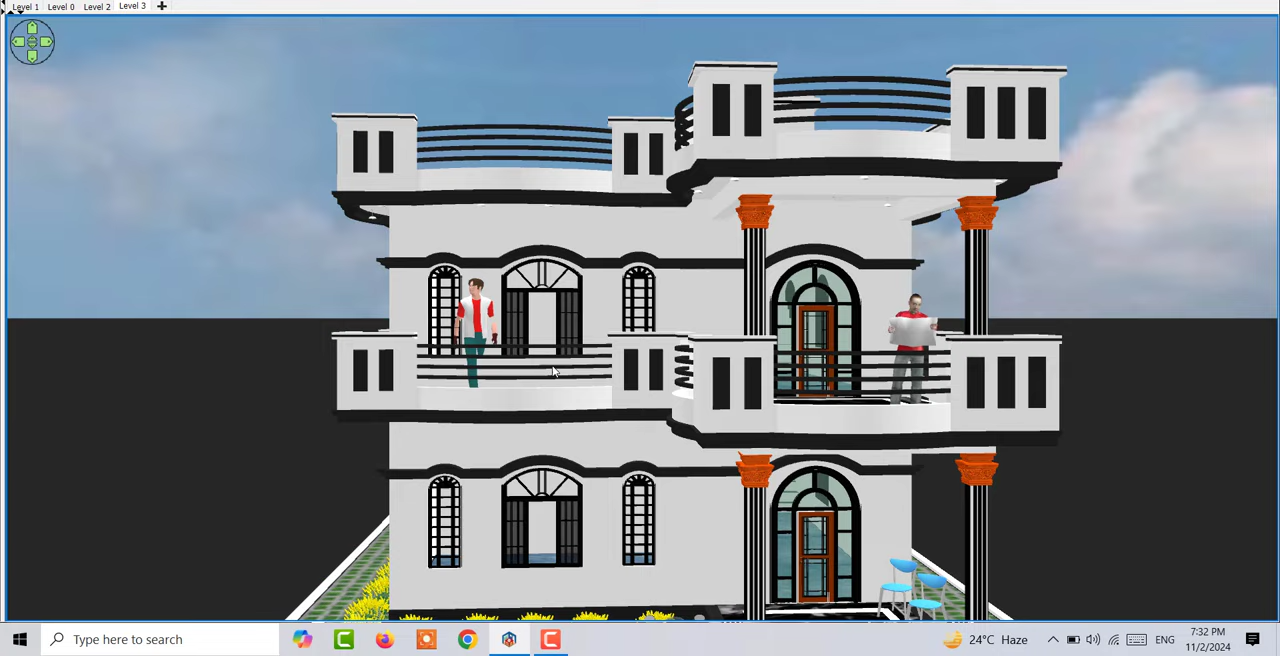 Level 1 Level 0 Level 2 Level 3
Type here to search
24°C Haze
ENG
7:32 PM
11/2/2024